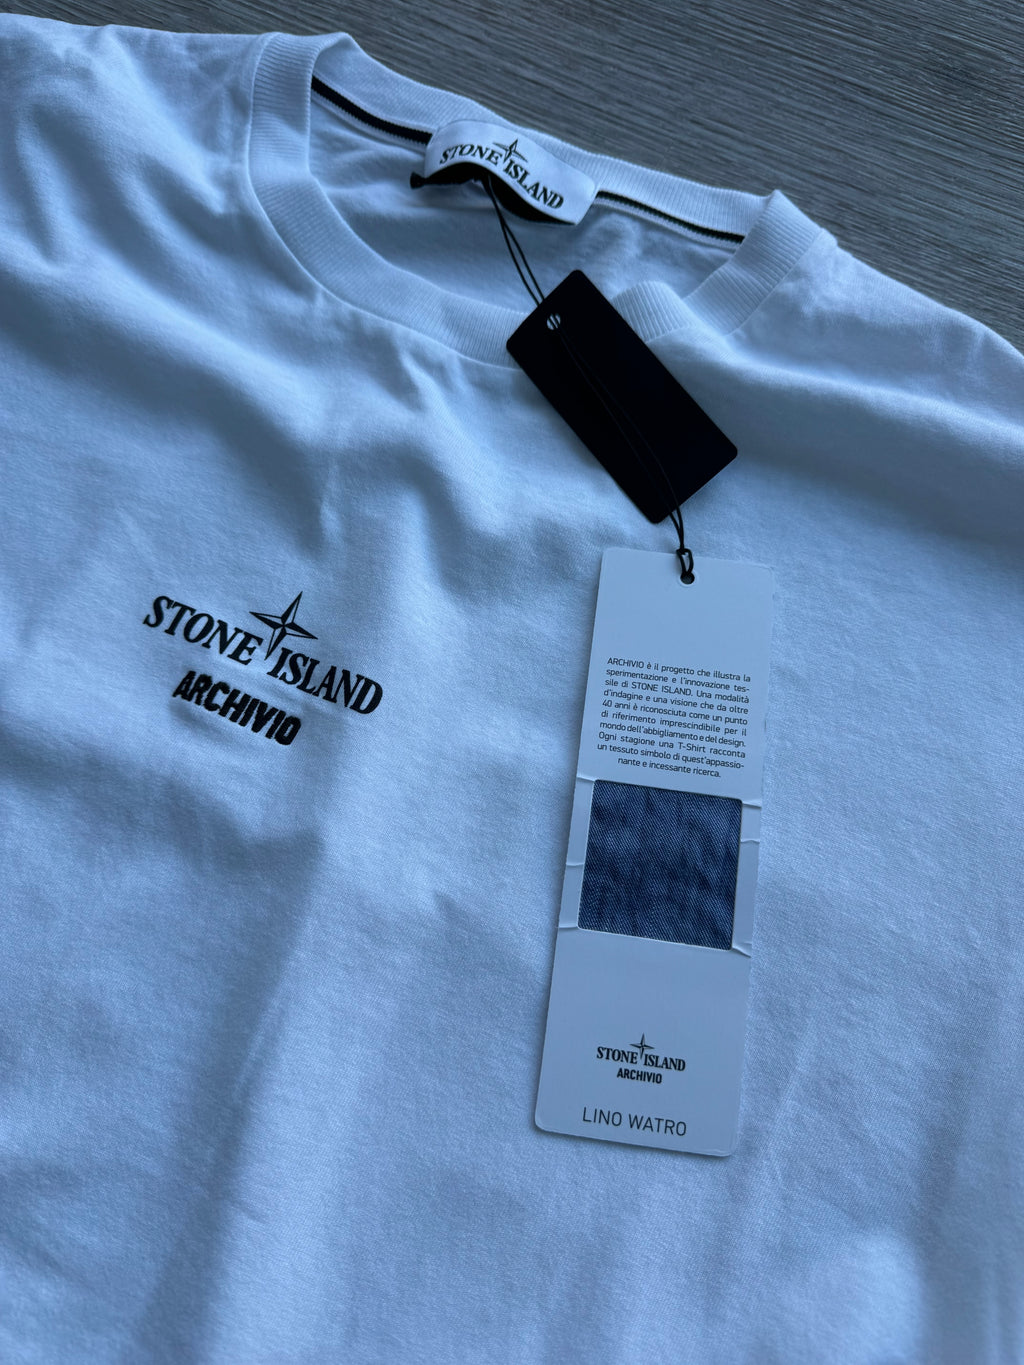 STONE ISLAND
STONE ISLAND
ARCHIVIO
ARCHIVIO è il progetto che illustra la
sperimentazione e l'innovazione tes-
sile di STONE ISLAND. Una modalità
d'indagine e una visione che da oltre
40 anni è riconosciuta come un punto
di riferimento imprescindibile per il
mondo dell'abbigliamento e del design.
Ogni stagione una T-Shirt racconta
un tessuto simbolo di quest'appassio-
nante e incessante ricerca.
STONE ISLAND
ARCHIVIO
LINO WATRO